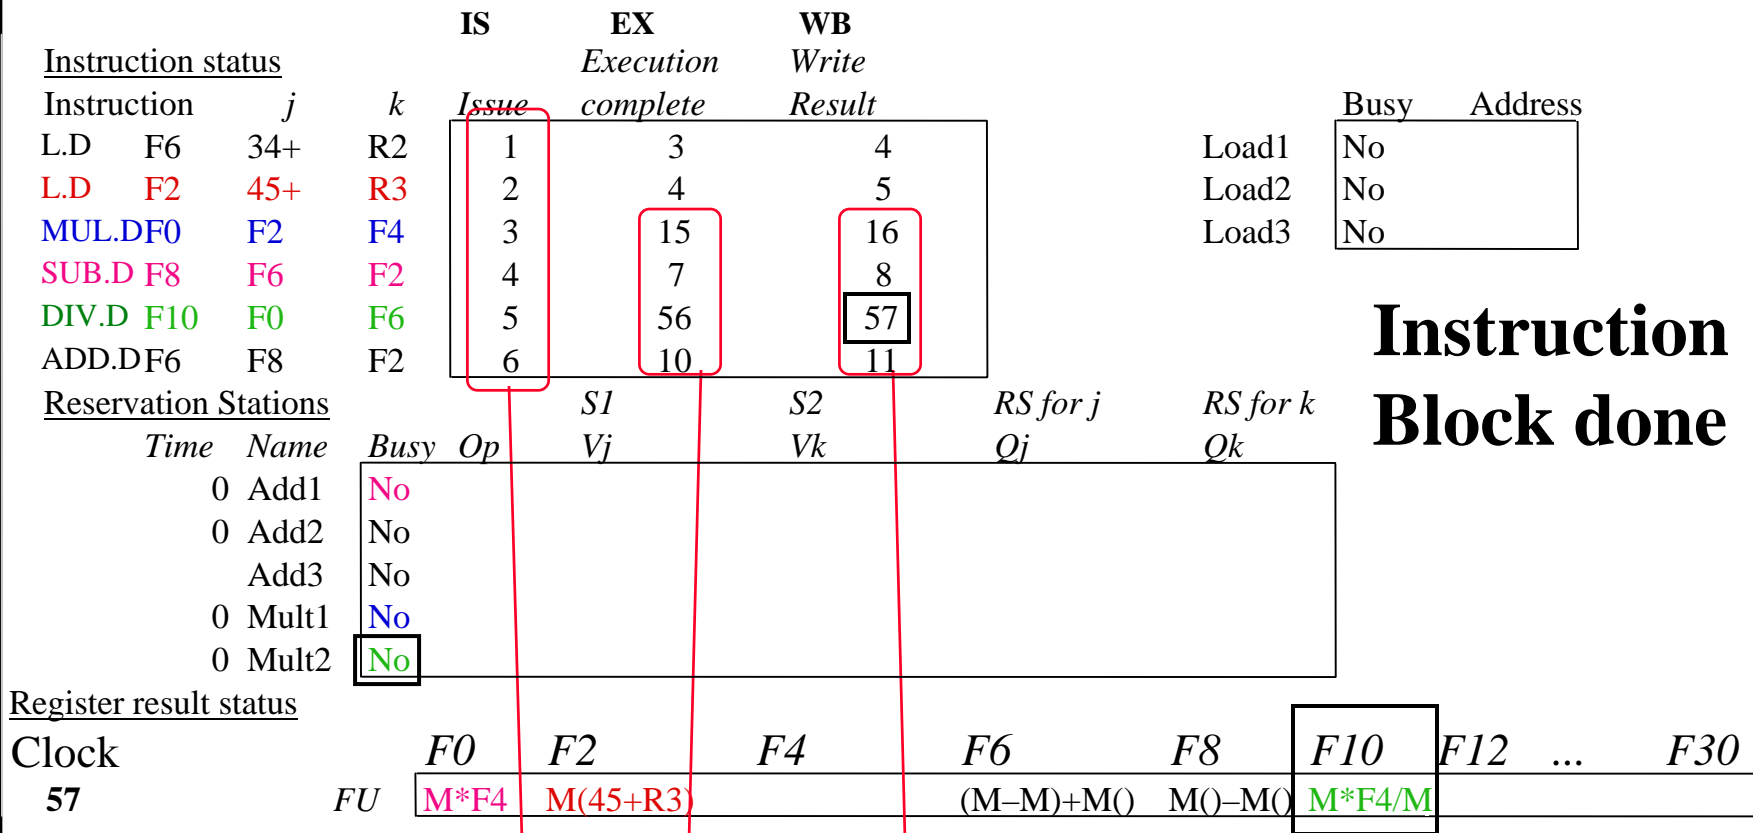 IS EX WB
Instruction status Execution Write
Instruction j k Issue complete Result Busy Address
L.D F6 34+ R2 1 3 4 Load1 No
L.D F2 45+ R3 2 4 5 Load2 No
MUL.D F0 F2 F4 3 15 16 Load3 No
SUB.D F8 F6 F2 4 7 8
DIV.D F10 F0 F6 5 56 57
ADD.D F6 F8 F2 6 10 11
Instruction
Block done
Reservation Stations S1 S2 RS for j RS for k
Time Name Busy Op Vj Vk Qj Qk
0 Add1 No
0 Add2 No
Add3 No
0 Mult1 No
0 Mult2 No
Register result status
Clock F0 F2 F4 F6 F8 F10 F12 ... F30
57 FU M*F4 M(45+R3) (M–M)+M() M()–M() M*F4/M